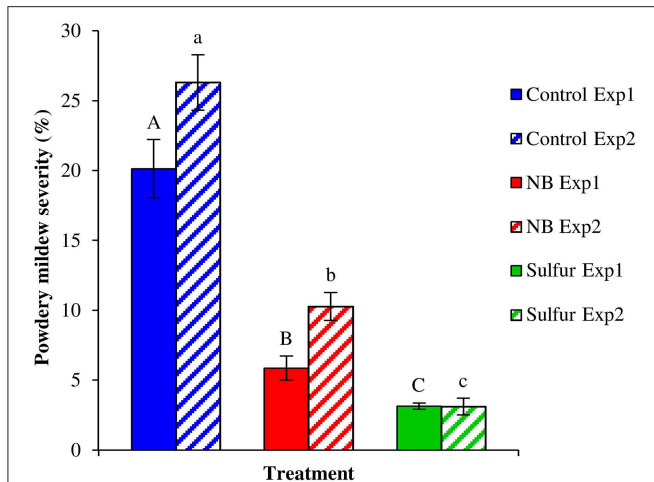 Powdery mildew severity (%)
30
25
20
15
10
5
0
A
a
B
b
C
c
Treatment
Control Exp1
Control Exp2
NB Exp1
NB Exp2
Sulfur Exp1
Sulfur Exp2